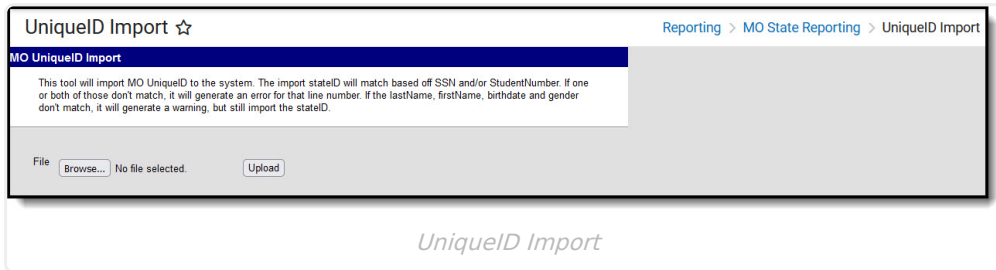 UniqueID Import ☆
Reporting > MO State Reporting > UniqueID Import
MO UniqueID Import
This tool will import MO UniqueID to the system. The import stateID will match based off SSN and/or StudentNumber. If one
or both of those don't match, it will generate an error for that line number. If the lastName, firstName, birthdate and gender
don't match, it will generate a warning, but still import the stateID.
File Browse... No file selected. Upload
UniqueID Import